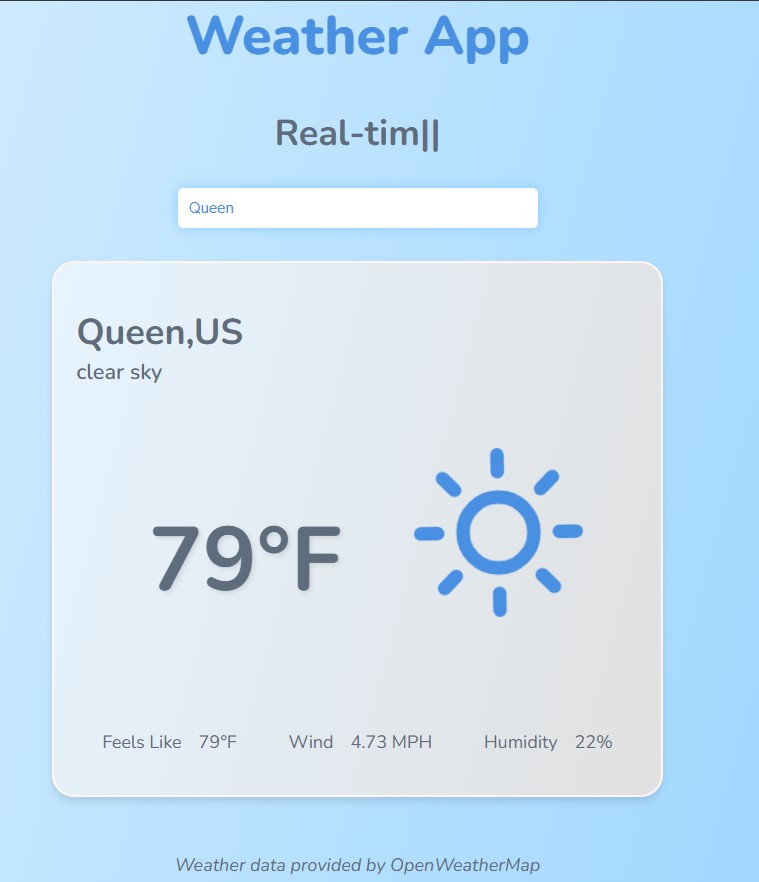 Weather App
Real-tim||
Queen
Queen,US
clear sky
79°F
Feels Like 79°F Wind 4.73 MPH Humidity 22%
Weather data provided by OpenWeatherMap